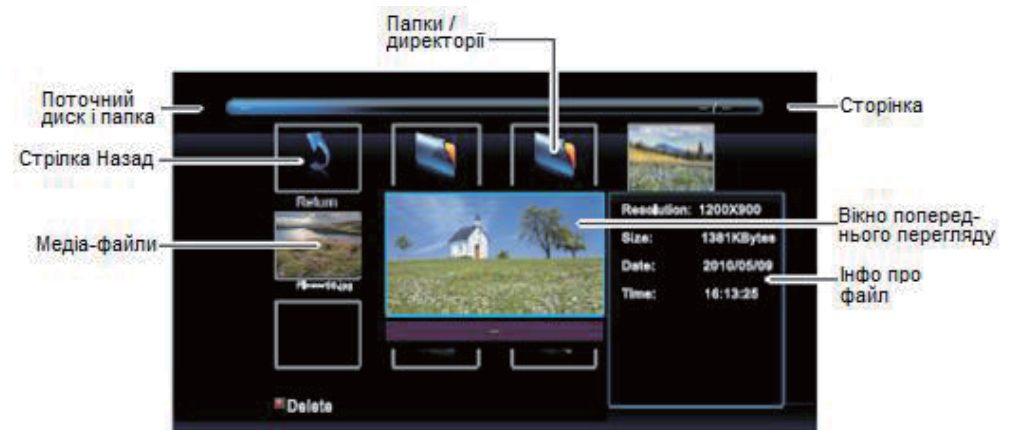 Папки /
директорії
Поточний
диск і папка
Сторінка
Стрілка Назад
Return
Resolution: 1200X900
Size: 1381KBytes
Date: 2010/05/09
Time: 16:13:25
Вікно поперед-
нього перегляду
Медіа-файли
Інфо про
файл
Delete